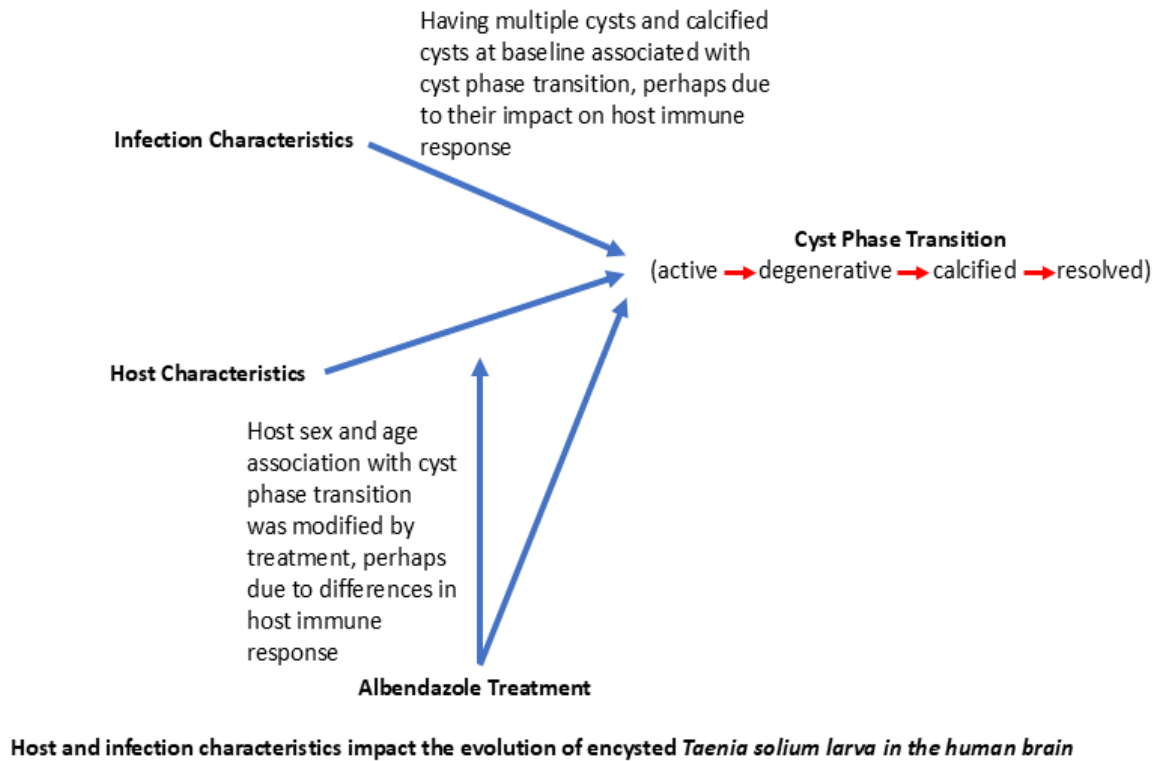 Having multiple cysts and calcified
cysts at baseline associated with
cyst phase transition, perhaps due
to their impact on host immune
response
Infection Characteristics
Cyst Phase Transition
(active degenerative calcified resolved)
Host Characteristics
Host sex and age
association with cyst
phase transition
was modified by
treatment, perhaps
due to differences in
host immune
response
Albendazole Treatment
Host and infection characteristics impact the evolution of encysted Taenia solium larva in the human brain